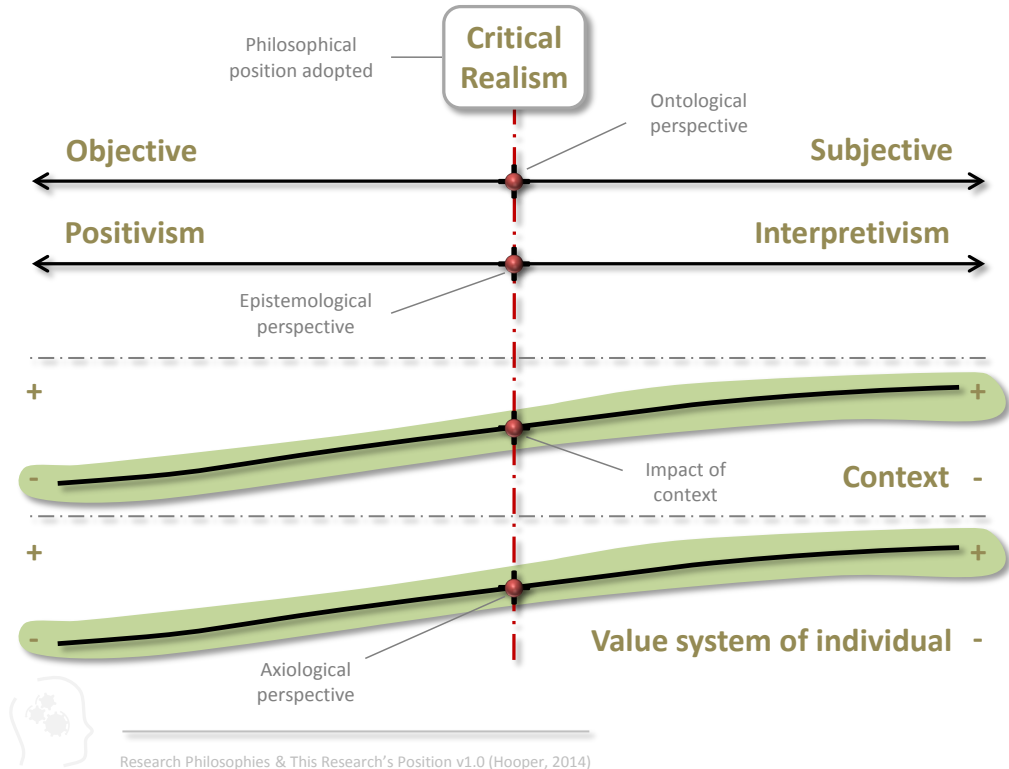 Philosophical
position adopted
Critical
Realism
Ontological
perspective
Objective
Subjective
Positivism
Interpretivism
Epistemological
perspective
+
+
-
Impact of
context
Context -
+
+
-
Value system of individual -
Axiological
perspective
Research Philosophies & This Research's Position v1.0 (Hooper, 2014)